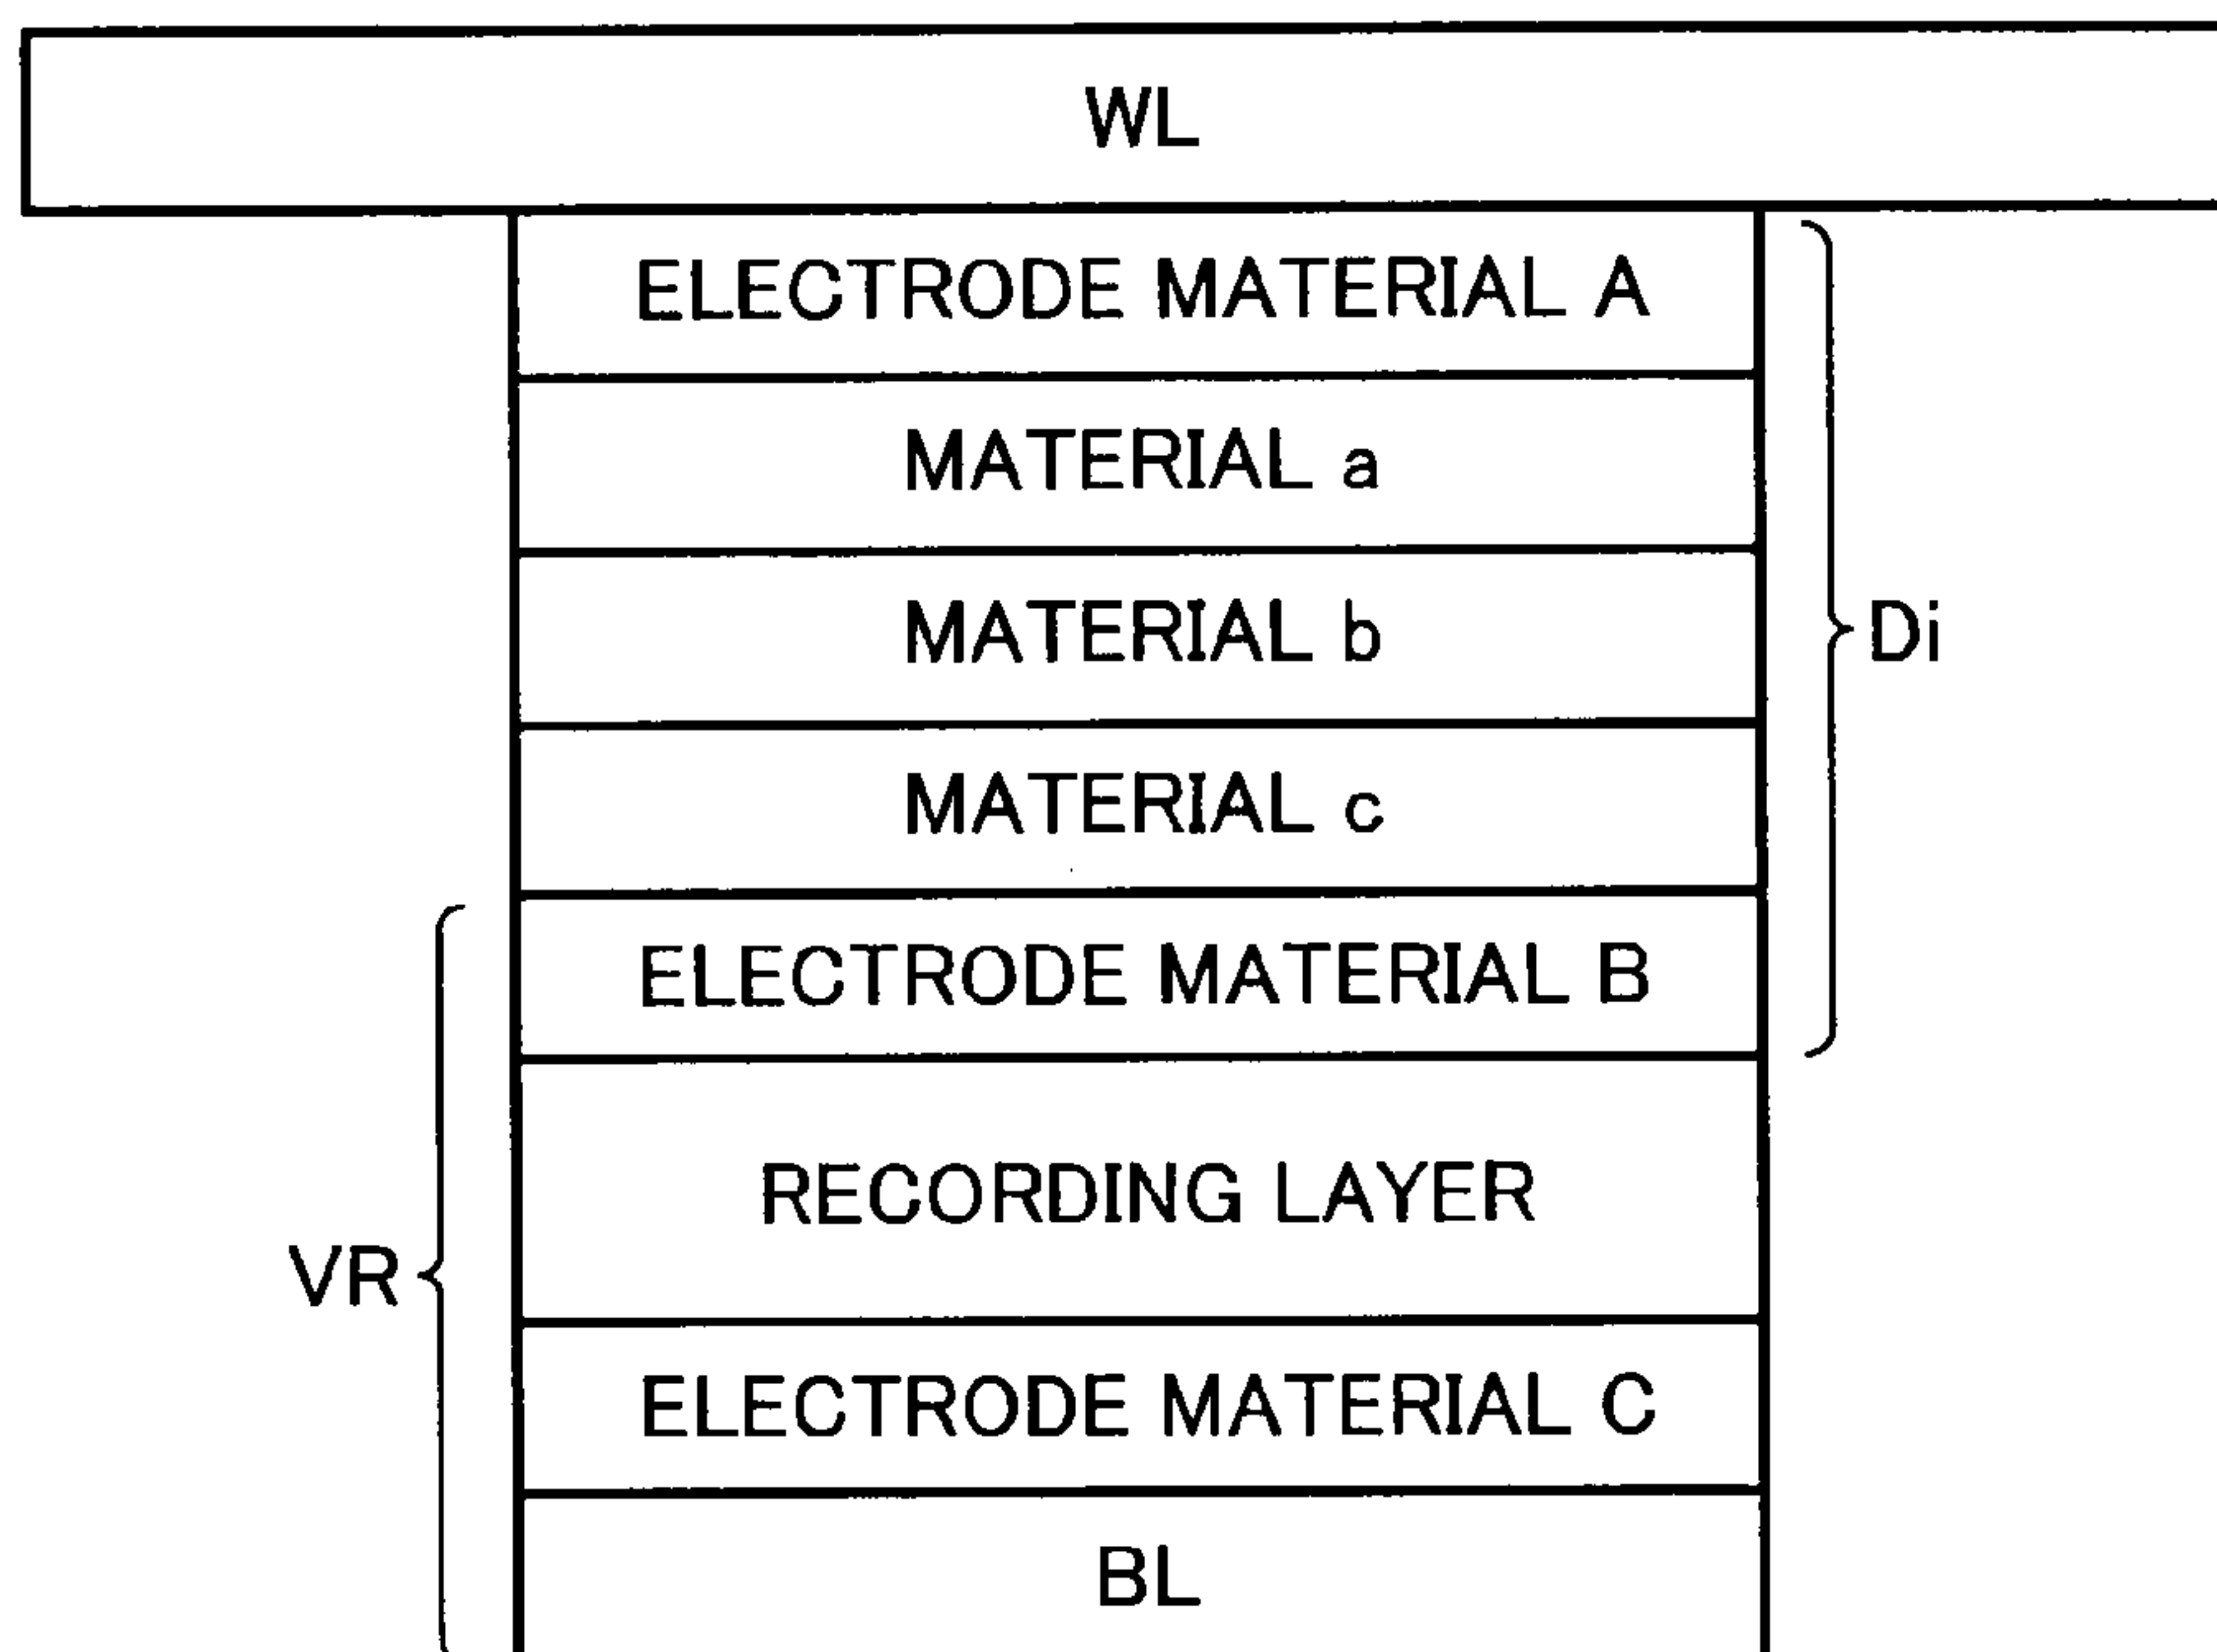 WL
ELECTRODE MATERIAL A
MATERIAL a
MATERIAL b
Di
MATERIAL c
ELECTRODE MATERIAL B
RECORDING LAYER
VR
ELECTRODE MATERIAL C
BL